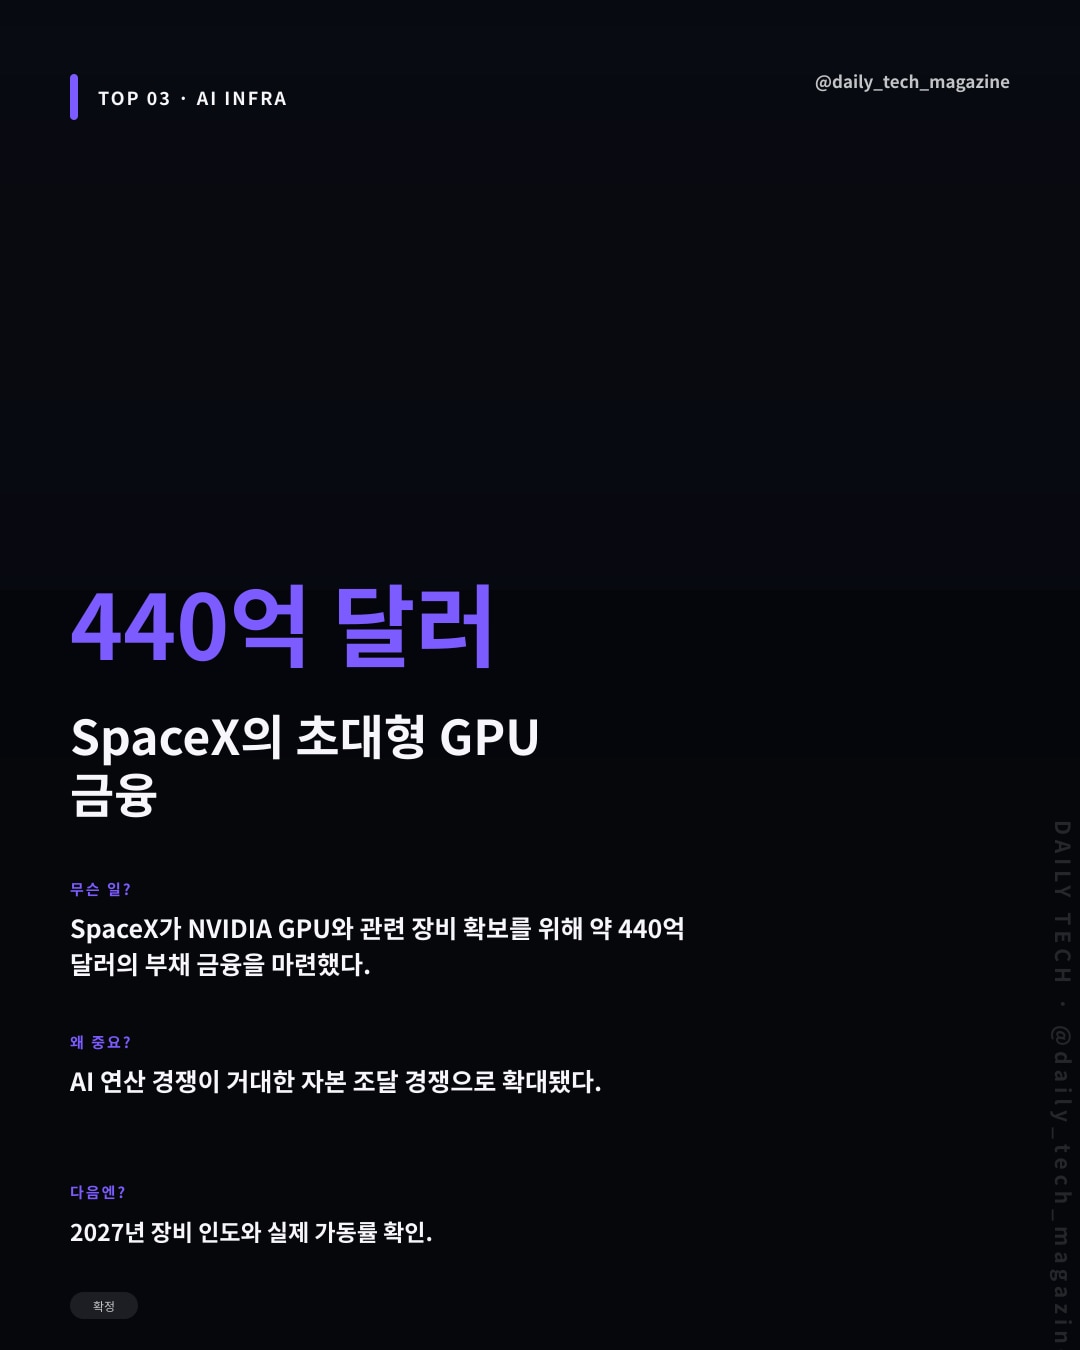 TOP 03 · AI INFRA
@daily_tech_magazine
440억 달러
SpaceX의 초대형 GPU
금융
무슨 일?
SpaceX가 NVIDIA GPU와 관련 장비 확보를 위해 약 440억
달러의 부채 금융을 마련했다.
왜 중요?
AI 연산 경쟁이 거대한 자본 조달 경쟁으로 확대됐다.
다음엔?
2027년 장비 인도와 실제 가동률 확인.
확정
DAILY TECH · @daily_tech_magazin